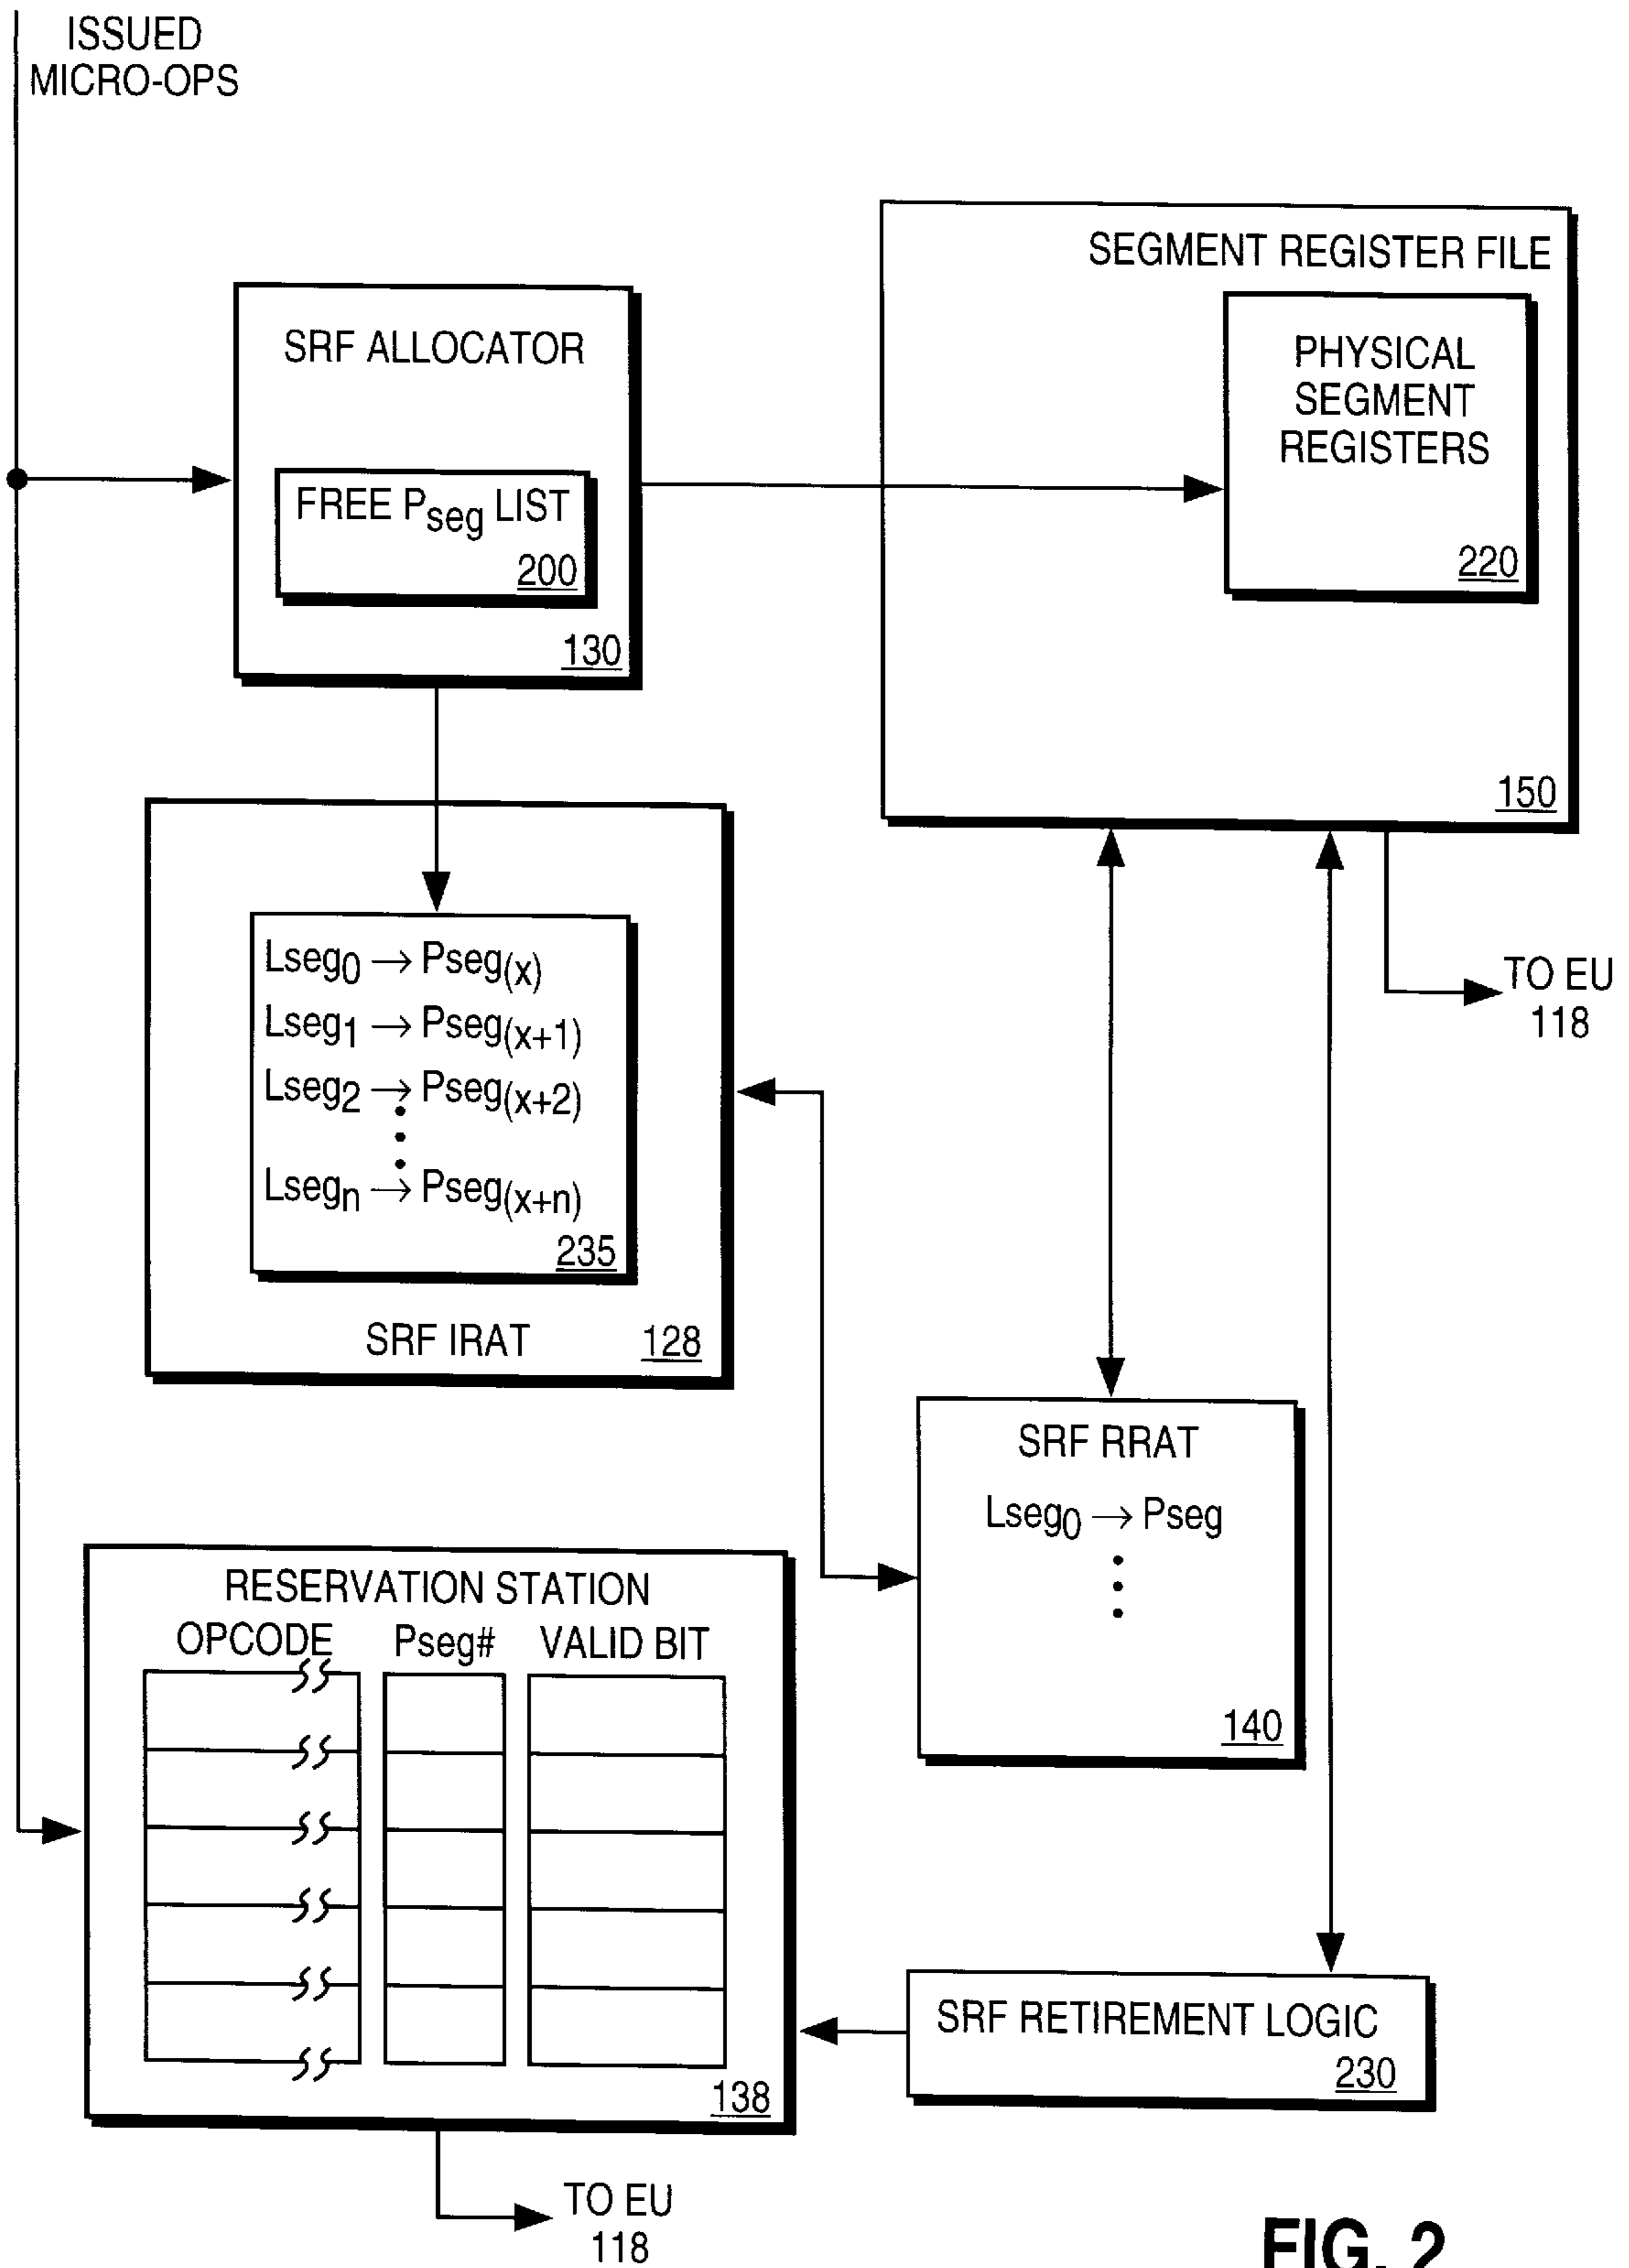 ISSUED
MICRO-OPS
SEGMENT REGISTER FILE
SRF ALLOCATOR
PHYSICAL
SEGMENT
REGISTERS
FREE Pseg LIST
200
220
130
150
Lseg0 → Pseg(x)
Lseg1 → Pseg(x+1)
Lseg2 → Pseg(x+2)
Lsegn → Pseg(x+n)
235
SRF IRAT 128
TO EU
118
SRF RRAT
Lseg0 → Pseg
140
RESERVATION STATION
OPCODE Pseg# VALID BIT
138
SRF RETIREMENT LOGIC
230
TO EU
118
FIG. 2